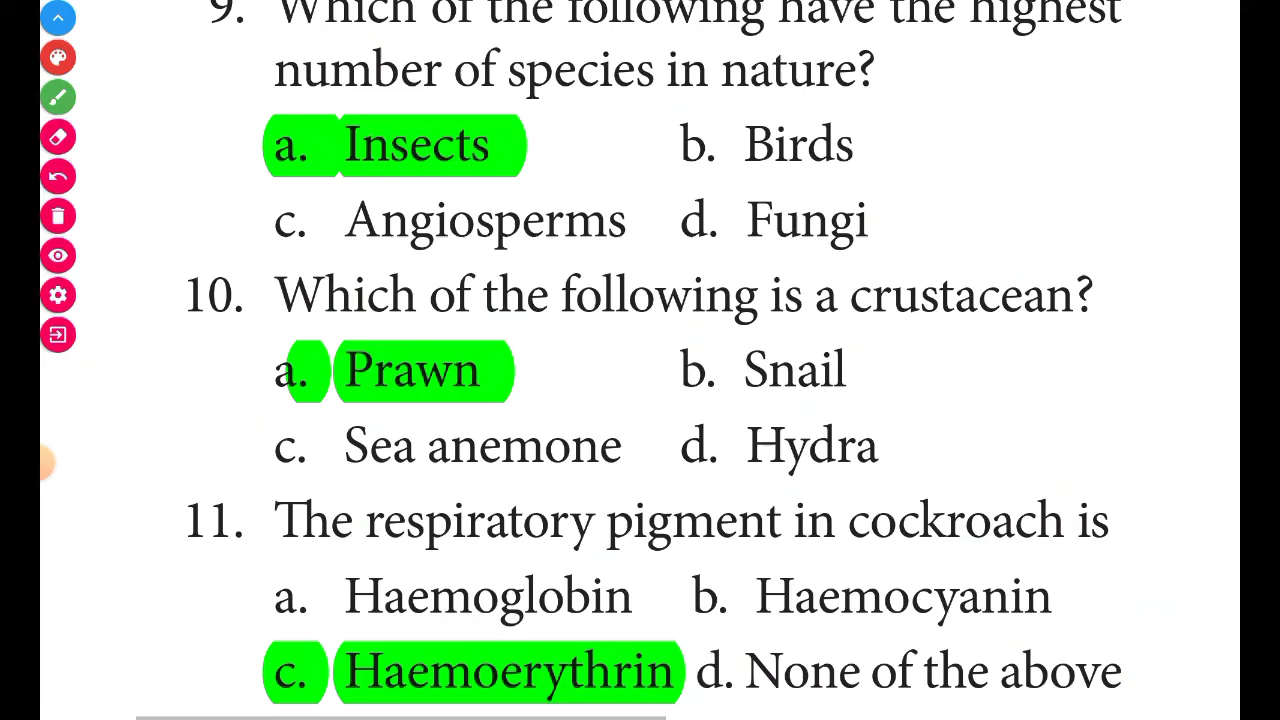 9. Which of the following have the highest
number of species in nature?
a. Insects b. Birds
c. Angiosperms d. Fungi
10. Which of the following is a crustacean?
a. Prawn b. Snail
c. Sea anemone d. Hydra
11. The respiratory pigment in cockroach is
a. Haemoglobin b. Haemocyanin
c. Haemoerythrin d. None of the above